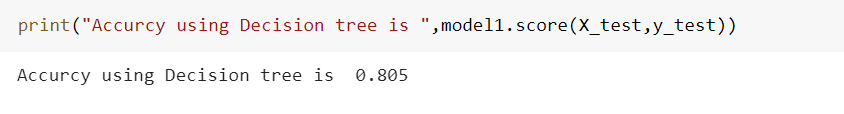 print("Accurcy using Decision tree is ",model1.score(X_test,y_test))
Accurcy using Decision tree is  0.805